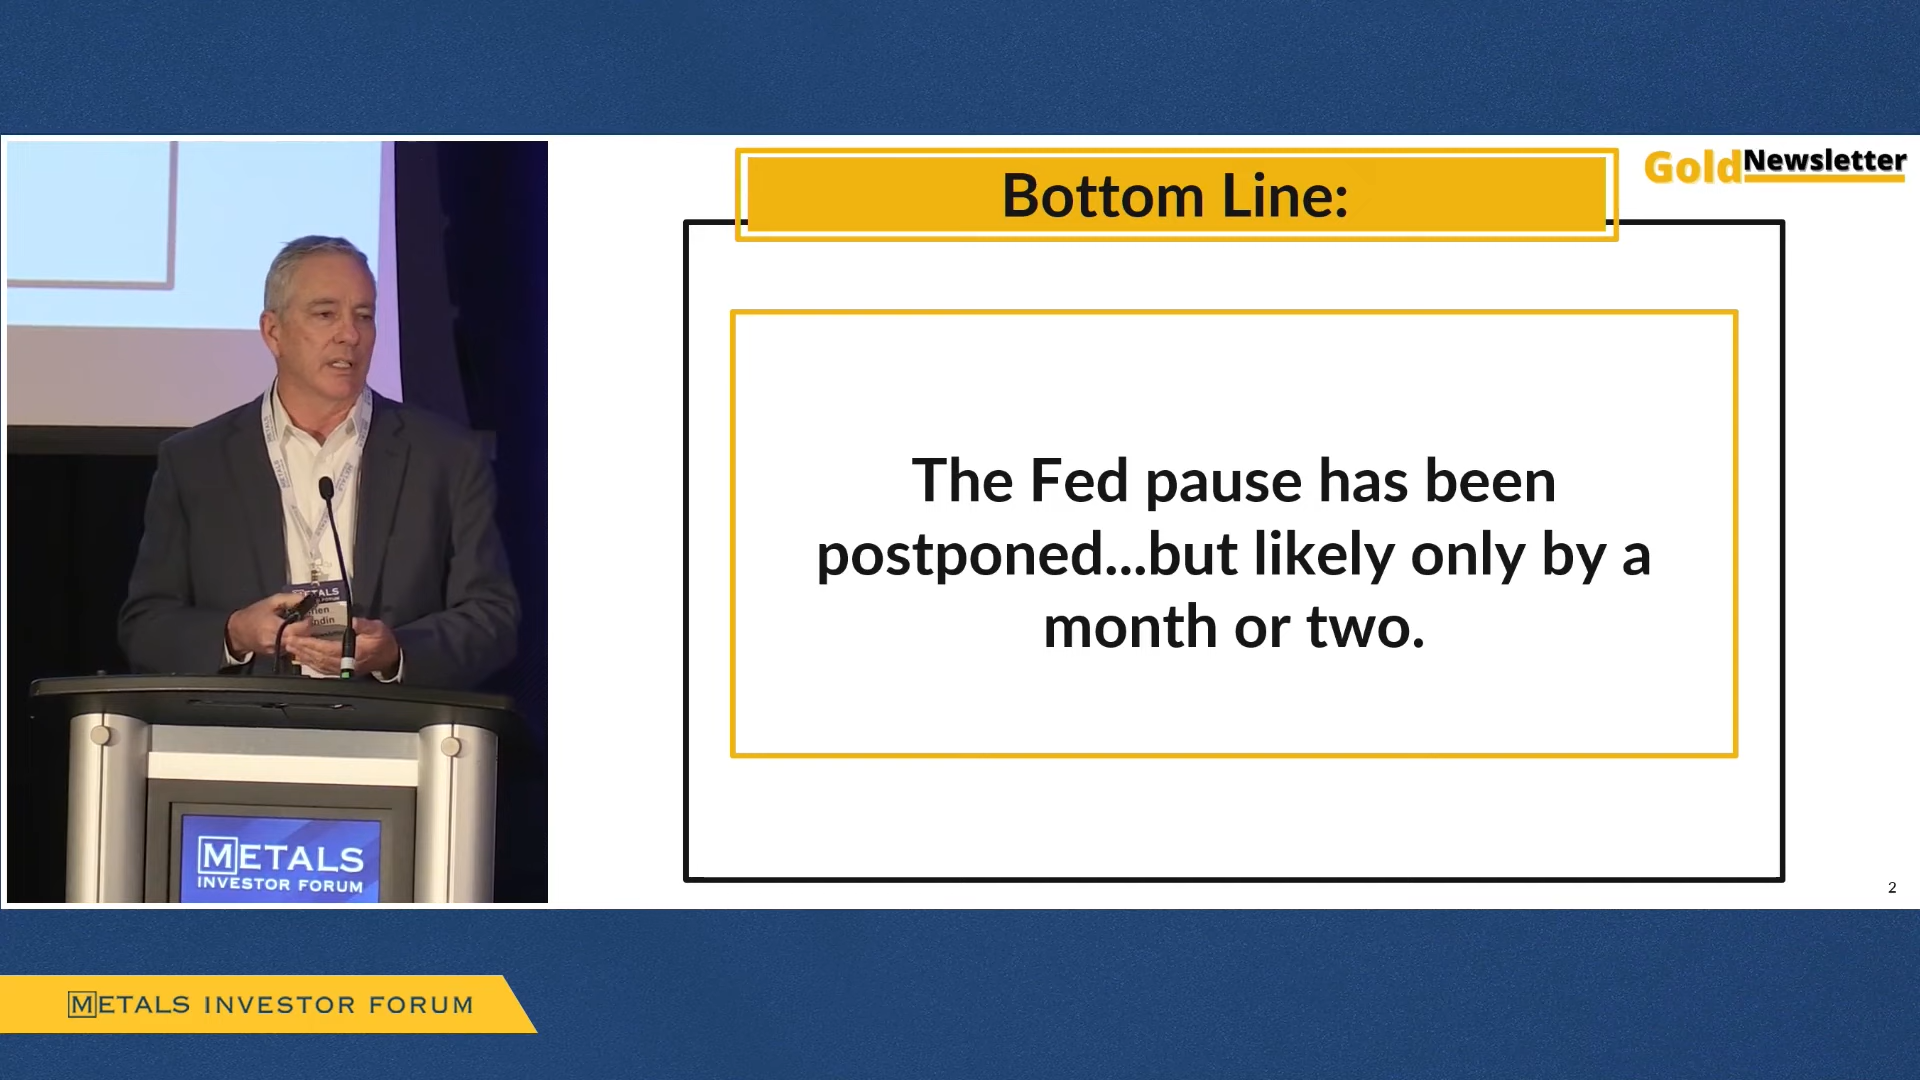 Bottom Line:
GoldNewsletter
The Fed pause has been
postponed...but likely only by a
month or two.
2
METALS
INVESTOR FORUM
METALS INVESTOR FORUM